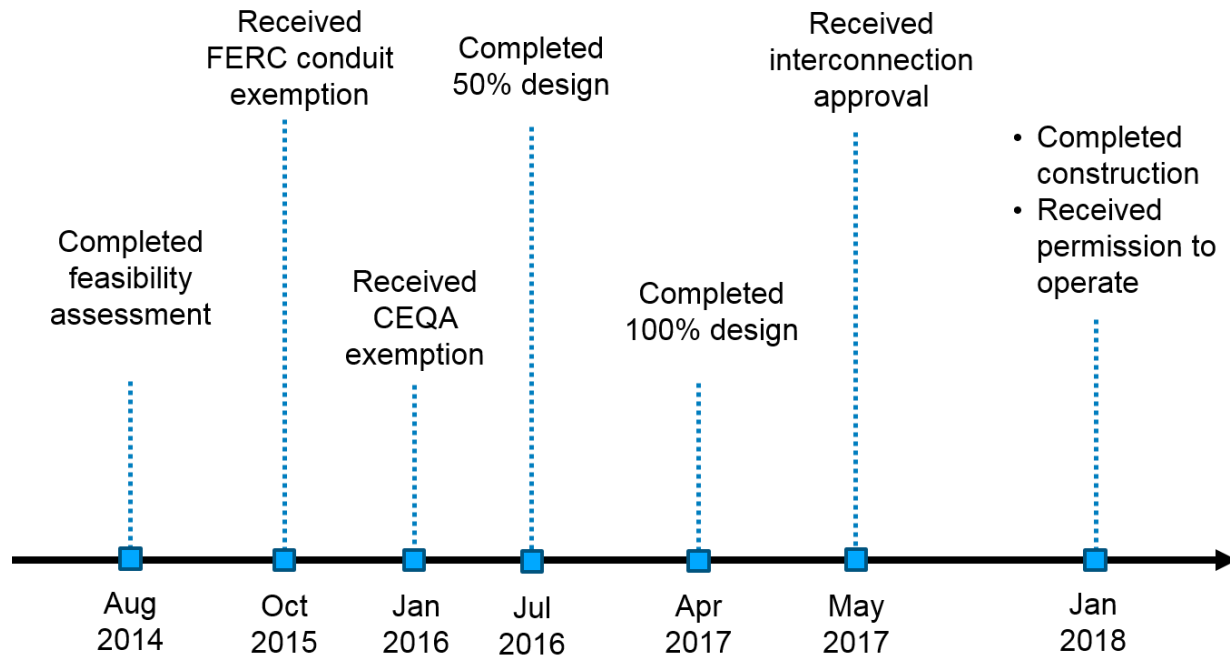 Completed
feasibility
assessment
Received
FERC conduit
exemption
Received
CEQA
exemption
Completed
50% design
Completed
100% design
Received
interconnection
approval
• Completed
construction
• Received
permission to
operate
Aug
2014
Oct
2015
Jan
2016
Jul
2016
Apr
2017
May
2017
Jan
2018